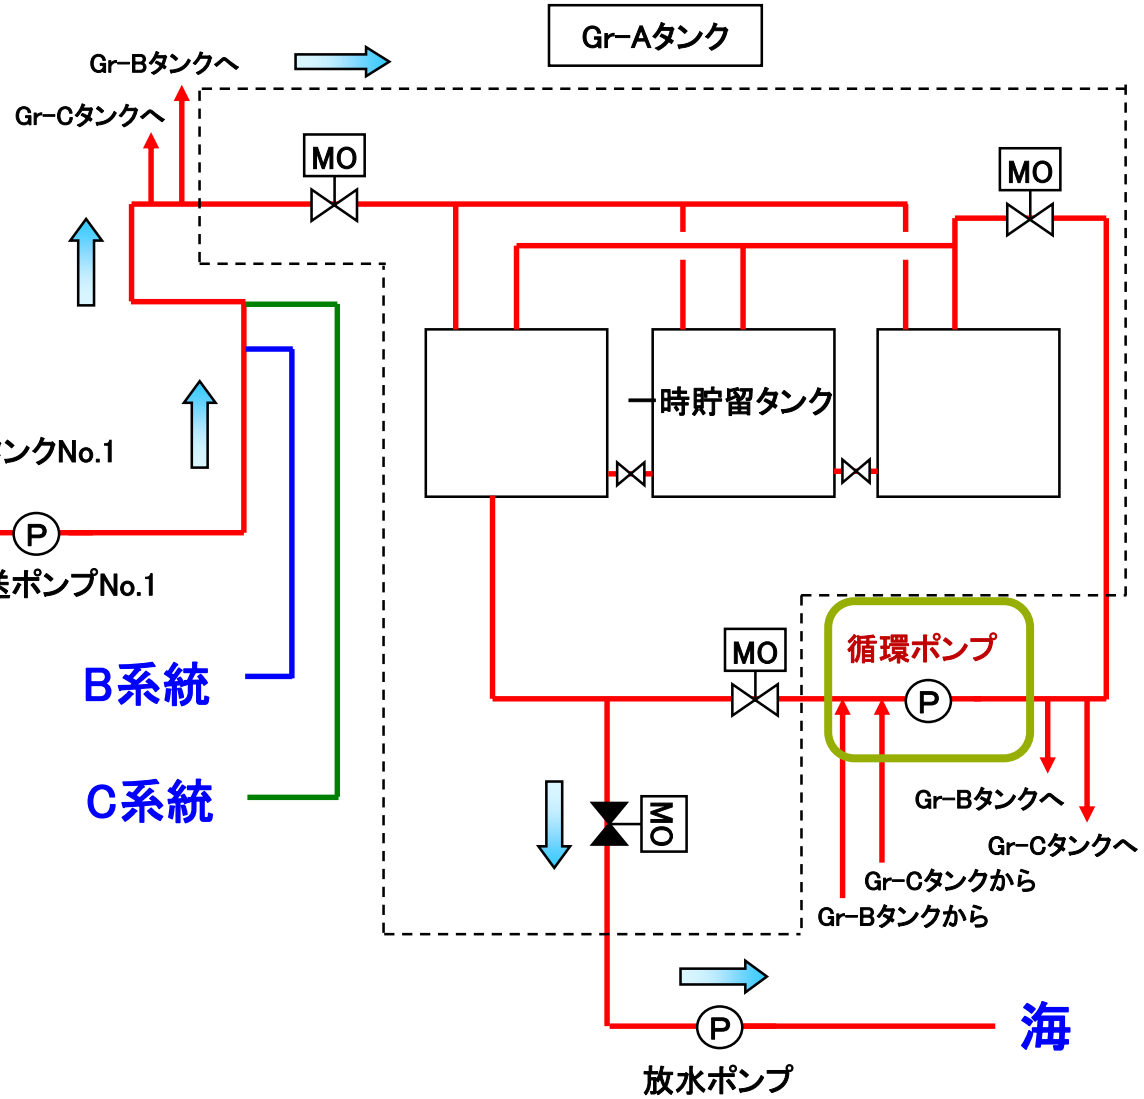 Gr-Aタンク
Gr-Bタンクへ
Gr-Cタンクへ
MO
MO
一時貯留タンク
タンクNo.1
P
送ポンプNo.1
B系統
C系統
MO
循環ポンプ
P
MO
Gr-Bタンクへ
Gr-Cタンクへ
Gr-Cタンクから
Gr-Bタンクから
P
放水ポンプ
海